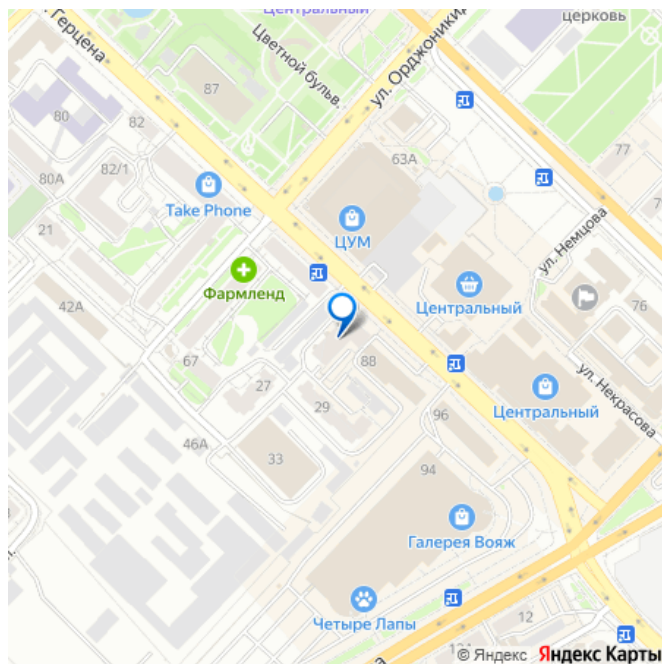 Центральный
церковь
. Герцена
Цветной бульв.
ул. Орджоники
87
80
82
63А
77
82/1
80А
Take Phone
21
ЦУМ
ул. Немцова
Фармленд
42А
Центральный
76
67
88
27
ул. Некрасова
29
Центральный
96
46А
33
94
Галерея Вояж
Четыре Лапы
12
© Яндекс Яндекс Карты